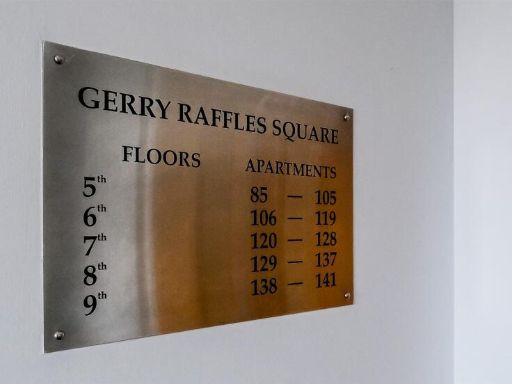 GERRY RAFFLES SQUARE
FLOORS APARTMENTS
5th 85 — 105
6th 106 — 119
7th 120 — 128
8th 129 — 137
9th 138 — 141